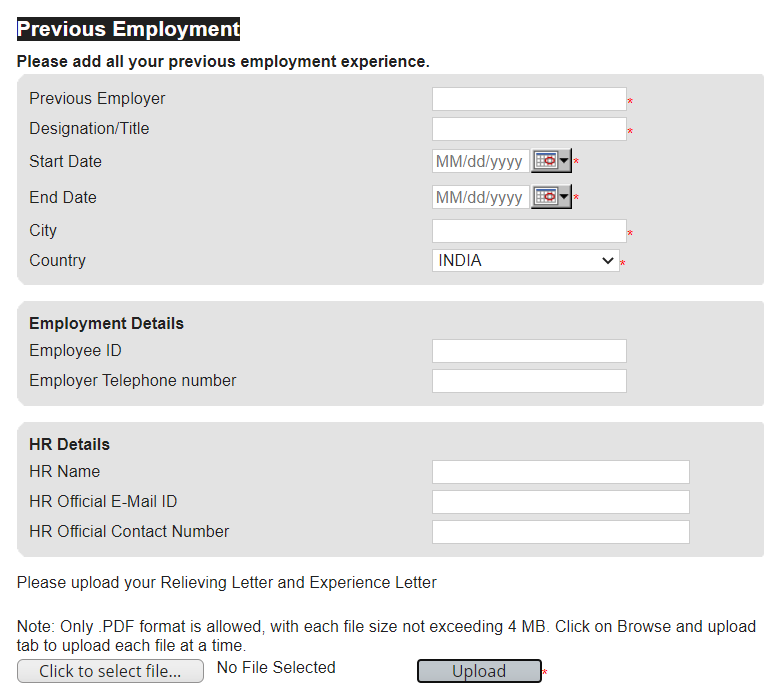 Previous Employment
Please add all your previous employment experience.
Previous Employer *
Designation/Title *
Start Date MM/dd/yyyy *
End Date MM/dd/yyyy *
City *
Country INDIA *
Employment Details
Employee ID
Employer Telephone number
HR Details
HR Name
HR Official E-Mail ID
HR Official Contact Number
Please upload your Relieving Letter and Experience Letter
Note: Only .PDF format is allowed, with each file size not exceeding 4 MB. Click on Browse and upload
tab to upload each file at a time.
Click to select file... No File Selected Upload *